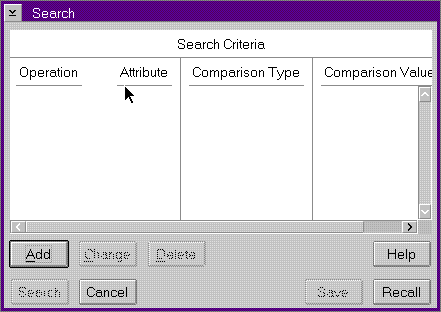 Search
Search Criteria
Operation Attribute Comparison Type Comparison Value
Add Change Delete Help
Search Cancel Save Recall